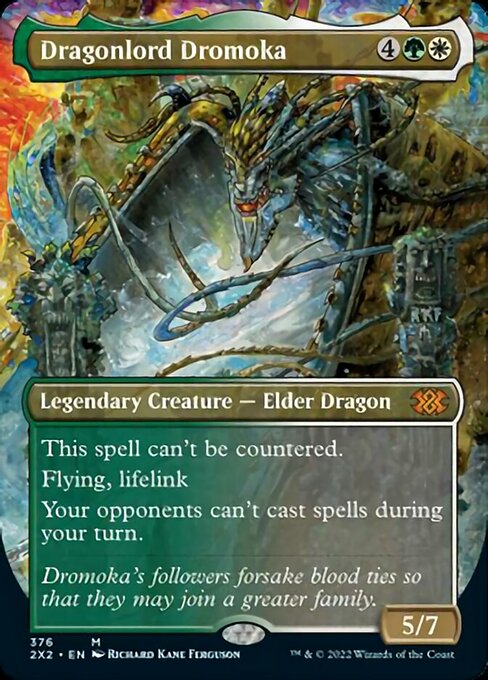 Dragonlord Dromoka 4
Legendary Creature — Elder Dragon
This spell can't be countered.
Flying, lifelink
Your opponents can't cast spells during
your turn.
Dromoka's followers forsake blood ties so
that they may join a greater family.
5/7
376 M
2X2 • EN Richard Kane Ferguson
™ & © 2022 Wizards of the Coast
RKF